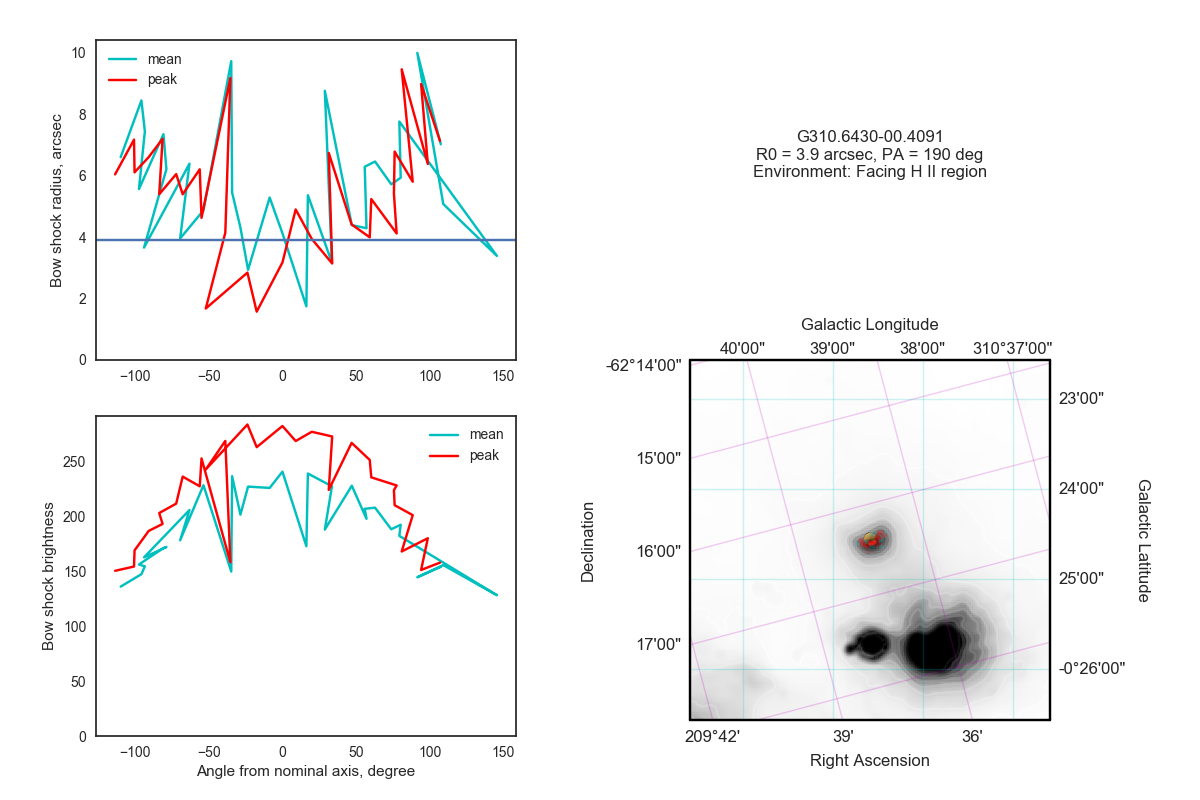 mean
peak
10
8
6
4
2
0
−100 −50 0 50 100 150
Bow shock radius, arcsec
mean
peak
250
200
150
100
50
0
−100 −50 0 50 100 150
Bow shock brightness
Angle from nominal axis, degree
G310.6430-00.4091
R0 = 3.9 arcsec, PA = 190 deg
Environment: Facing H II region
Galactic Longitude
40'00" 39'00" 38'00" 310°37'00"
-62°14'00"
15'00"
16'00"
17'00"
Declination
23'00"
24'00"
25'00"
-0°26'00"
Galactic Latitude
209°42' 39' 36'
Right Ascension